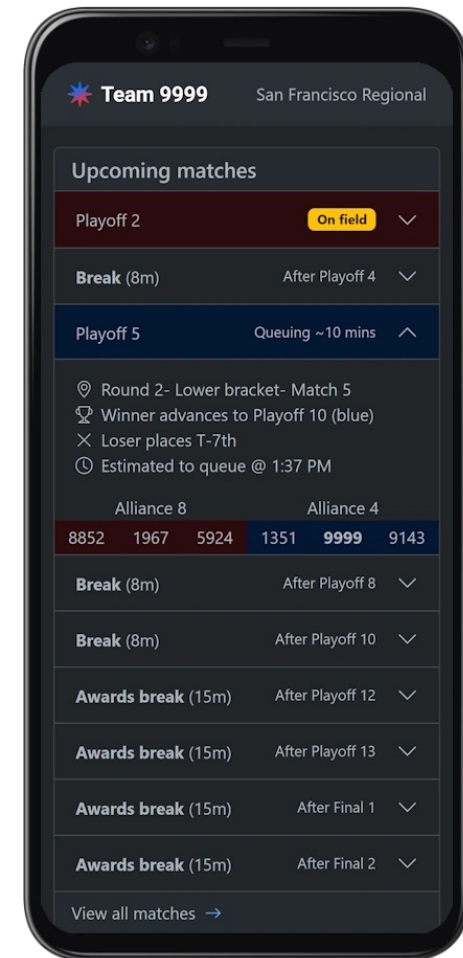 Team 9999 San Francisco Regional
Upcoming matches
Playoff 2 On field
Break (8m) After Playoff 4
Playoff 5 Queuing ~10 mins
Round 2- Lower bracket- Match 5
Winner advances to Playoff 10 (blue)
Loser places T-7th
Estimated to queue @ 1:37 PM
Alliance 8 Alliance 4
8852 1967 5924 1351 9999 9143
Break (8m) After Playoff 8
Break (8m) After Playoff 10
Awards break (15m) After Playoff 12
Awards break (15m) After Playoff 13
Awards break (15m) After Final 1
Awards break (15m) After Final 2
View all matches →